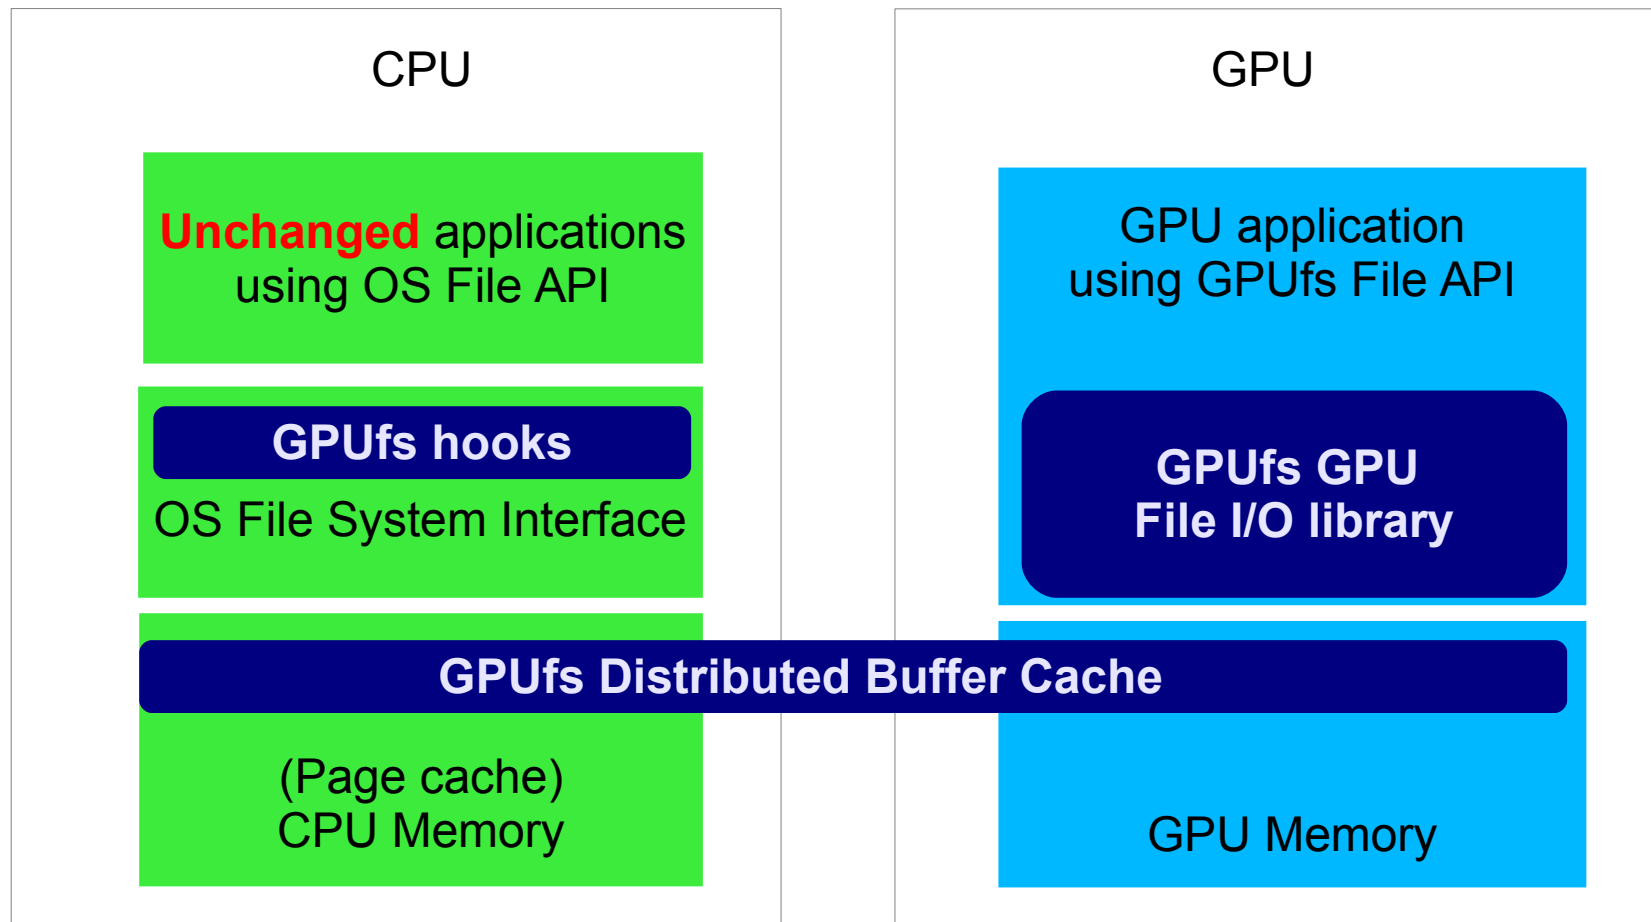 CPU
Unchanged applications
using OS File API
GPUfs hooks
OS File System Interface
GPU
GPU application
using GPUfs File API
GPUfs GPU
File I/O library
GPUfs Distributed Buffer Cache
(Page cache)
CPU Memory
GPU Memory